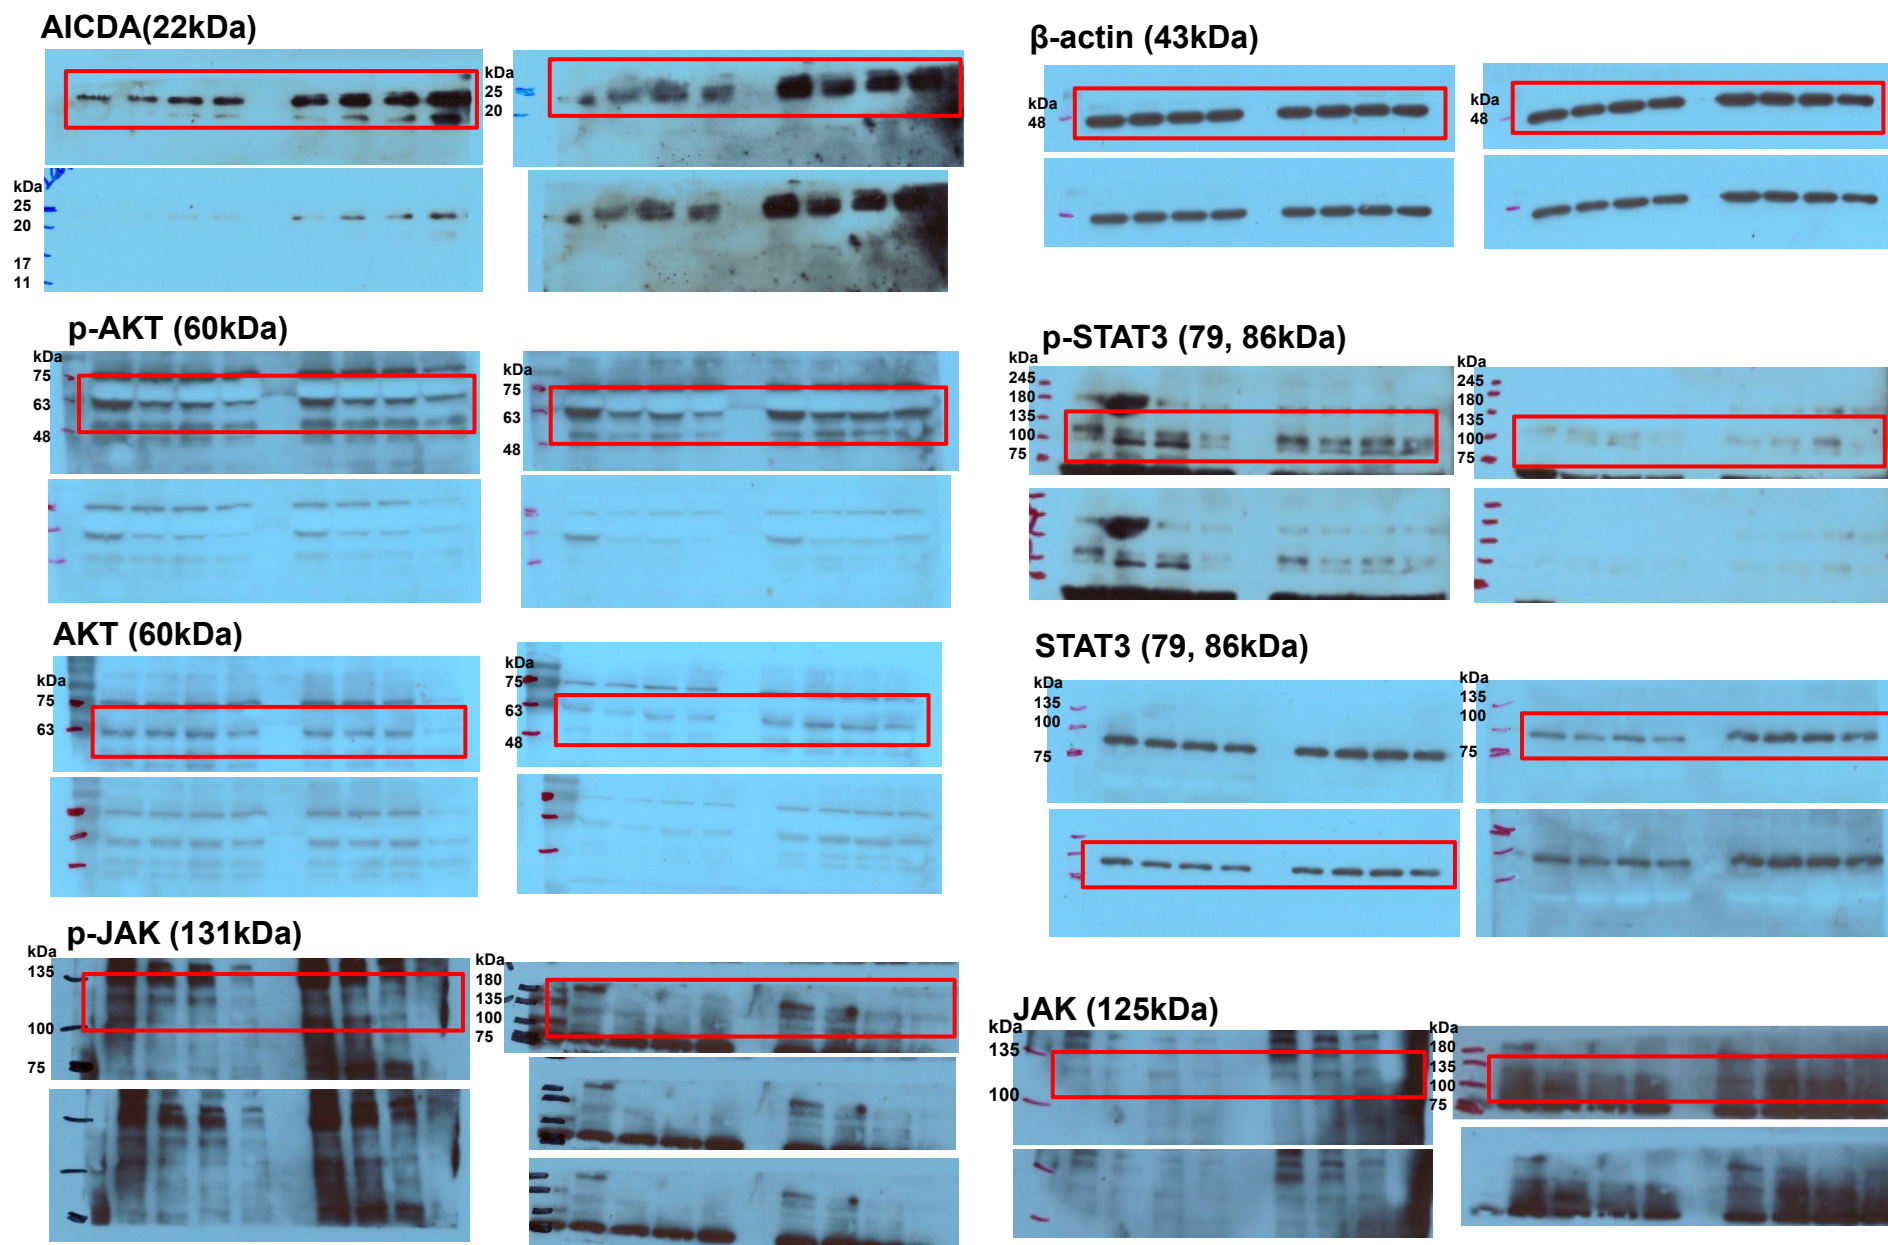 AICDA(22kDa)
kDa
25
20
kDa
25
20
17
11
β-actin (43kDa)
kDa
48
kDa
48
p-AKT (60kDa)
kDa
75
63
48
kDa
75
63
48
p-STAT3 (79, 86kDa)
kDa
245
180
135
100
75
kDa
245
180
135
100
75
AKT (60kDa)
kDa
75
63
kDa
75
63
48
STAT3 (79, 86kDa)
kDa
135
100
75
kDa
135
100
75
p-JAK (131kDa)
kDa
135
100
75
kDa
180
135
100
75
JAK (125kDa)
kDa
135
100
kDa
180
135
100
75